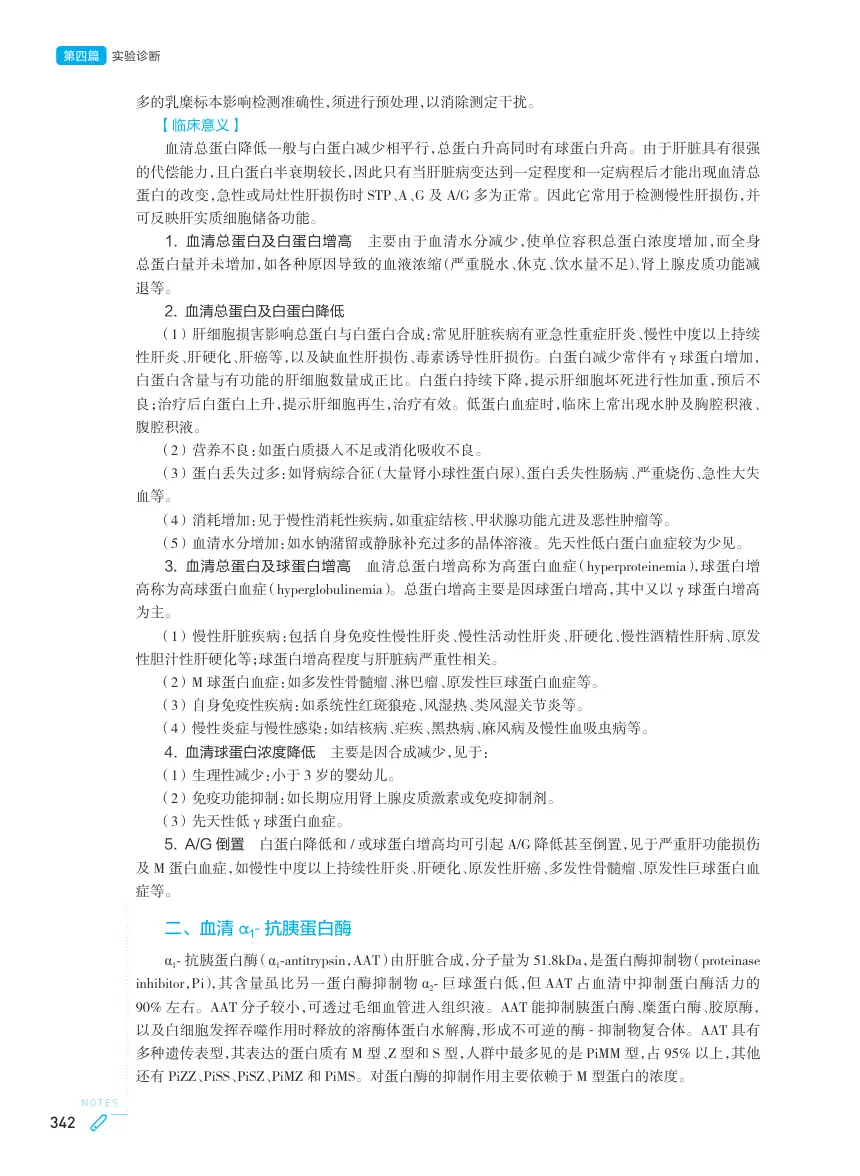 第四篇 实验诊断
多的乳糜标本影响检测准确性,须进行预处理,以消除测定干扰。
【临床意义】
血清总蛋白降低一般与白蛋白减少相平行,总蛋白升高同时有球蛋白升高。由于肝脏具有很强
的代偿能力,且白蛋白半衰期较长,因此只有当肝脏病变达到一定程度和一定病程后才能出现血清总
蛋白的改变,急性或局灶性肝损伤时 STP、A、G 及 A/G 多为正常。因此它常用于检测慢性肝损伤,并
可反映肝实质细胞储备功能。
1. 血清总蛋白及白蛋白增高 主要由于血清水分减少,使单位容积总蛋白浓度增加,而全身
总蛋白量并未增加,如各种原因导致的血液浓缩(严重脱水、休克、饮水量不足)、肾上腺皮质功能减
退等。
2. 血清总蛋白及白蛋白降低
(1)肝细胞损害影响总蛋白与白蛋白合成:常见肝脏疾病有亚急性重症肝炎、慢性中度以上持续
性肝炎、肝硬化、肝癌等,以及缺血性肝损伤、毒素诱导性肝损伤。白蛋白减少常伴有 γ 球蛋白增加,
白蛋白含量与有功能的肝细胞数量成正比。白蛋白持续下降,提示肝细胞坏死进行性加重,预后不
良;治疗后白蛋白上升,提示肝细胞再生,治疗有效。低蛋白血症时,临床上常出现水肿及胸腔积液、
腹腔积液。
(2)营养不良:如蛋白质摄入不足或消化吸收不良。
(3)蛋白丢失过多:如肾病综合征(大量肾小球性蛋白尿)、蛋白丢失性肠病、严重烧伤、急性大失
血等。
(4)消耗增加:见于慢性消耗性疾病,如重症结核、甲状腺功能亢进及恶性肿瘤等。
(5)血清水分增加:如水钠潴留或静脉补充过多的晶体溶液。先天性低白蛋白血症较为少见。
3. 血清总蛋白及球蛋白增高 血清总蛋白增高称为高蛋白血症(hyperproteinemia),球蛋白增
高称为高球蛋白血症(hyperglobulinemia)。总蛋白增高主要是因球蛋白增高,其中又以 γ 球蛋白增高
为主。
(1)慢性肝脏疾病:包括自身免疫性慢性肝炎、慢性活动性肝炎、肝硬化、慢性酒精性肝病、原发
性胆汁性肝硬化等;球蛋白增高程度与肝脏病严重性相关。
(2)M 球蛋白血症:如多发性骨髓瘤、淋巴瘤、原发性巨球蛋白血症等。
(3)自身免疫性疾病:如系统性红斑狼疮、风湿热、类风湿关节炎等。
(4)慢性炎症与慢性感染:如结核病、疟疾、黑热病、麻风病及慢性血吸虫病等。
4. 血清球蛋白浓度降低 主要是因合成减少,见于:
(1)生理性减少:小于 3 岁的婴幼儿。
(2)免疫功能抑制:如长期应用肾上腺皮质激素或免疫抑制剂。
(3)先天性低 γ 球蛋白血症。
5. A/G 倒置 白蛋白降低和 / 或球蛋白增高均可引起 A/G 降低甚至倒置,见于严重肝功能损伤
及 M 蛋白血症,如慢性中度以上持续性肝炎、肝硬化、原发性肝癌、多发性骨髓瘤、原发性巨球蛋白血
症等。
二、血清 α₁- 抗胰蛋白酶
α₁- 抗胰蛋白酶(α₁-antitrypsin,AAT)由肝脏合成,分子量为 51.8kDa,是蛋白酶抑制物(proteinase
inhibitor,Pi),其含量虽比另一蛋白酶抑制物 α₂- 巨球蛋白低,但 AAT 占血清中抑制蛋白酶活力的
90% 左右。AAT 分子较小,可透过毛细血管进入组织液。AAT 能抑制胰蛋白酶、糜蛋白酶、胶原酶,
以及白细胞发挥吞噬作用时释放的溶酶体蛋白水解酶,形成不可逆的酶 - 抑制物复合体。AAT 具有
多种遗传表型,其表达的蛋白质有 M 型、Z 型和 S 型,人群中最多见的是 PiMM 型,占 95% 以上,其他
还有 PiZZ、PiSS、PiSZ、PiMZ 和 PiMS。对蛋白酶的抑制作用主要依赖于 M 型蛋白的浓度。
NOTES
342